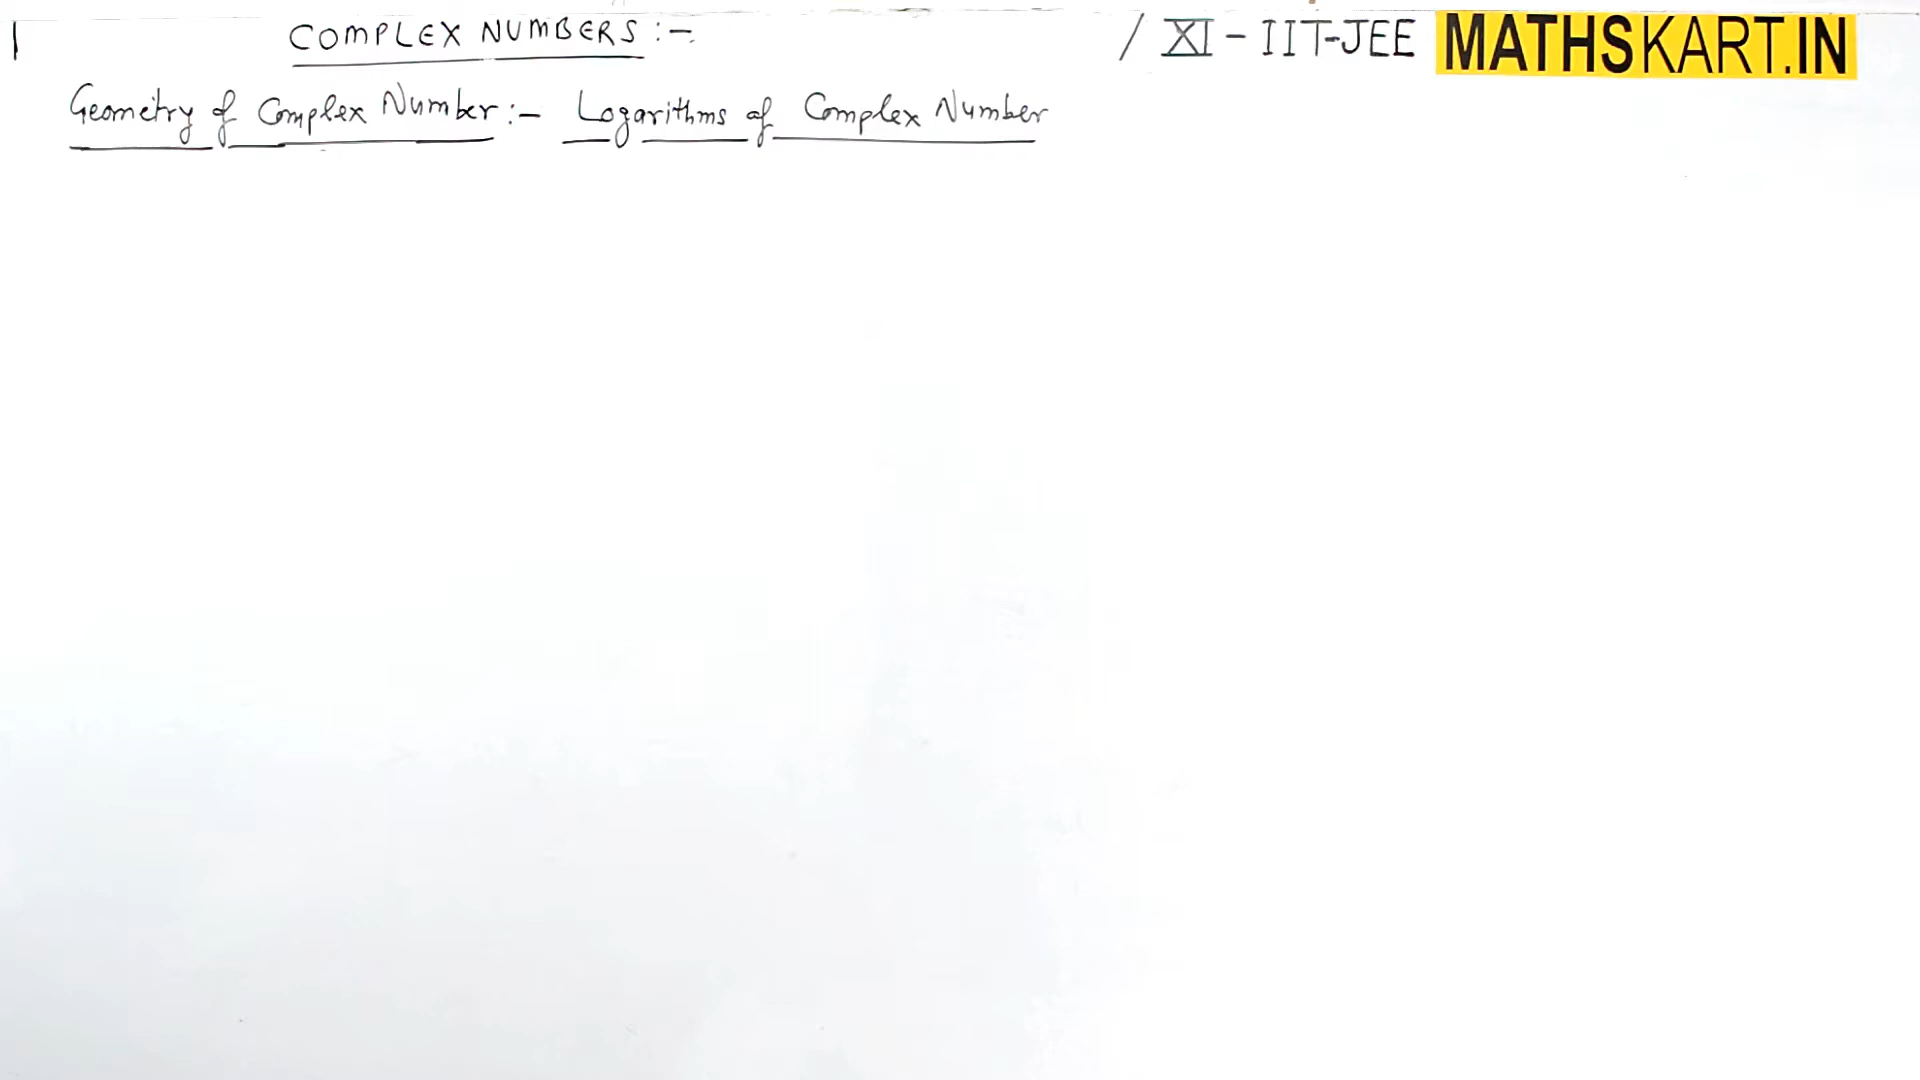 COMPLEX NUMBERS :- / XI - IIT-JEE MATHSKART.IN
Geometry of Complex Number :- Logarithms of Complex Number